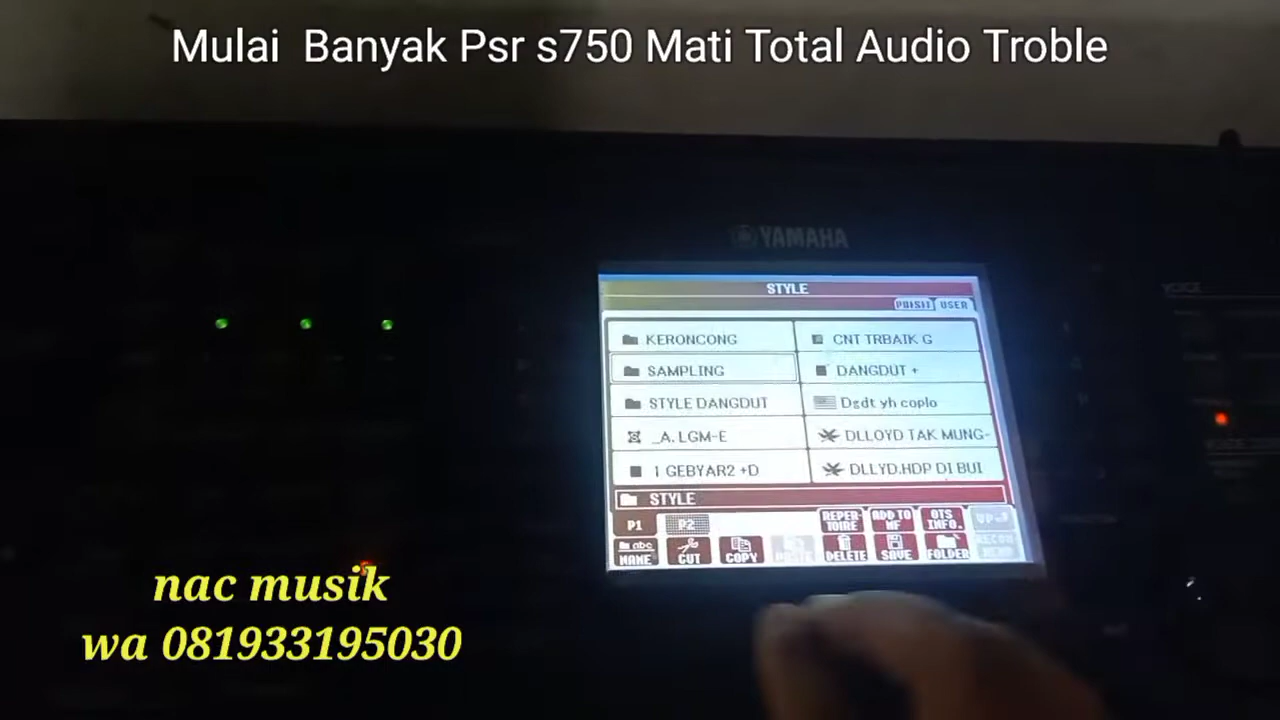 Mulai Banyak Psr s750 Mati Total Audio Troble
YAMAHA
STYLE
USER
KERONCONG
CNT TRBAIK G
SAMPLING
DANGDUT +
STYLE DANGDUT
Dgdt yh coplo
_A. LGM-E
DLLOYD TAK MUNG-
1 GEBYAR2 +D
DLLYD.HDP DI BUI
STYLE
P1
P2
REPER-
TOIRE
ADD TO
MF
OTS
INFO.
abc
NAME
CUT
COPY
DELETE
SAVE
FOLDER
nac musik
wa 081933195030